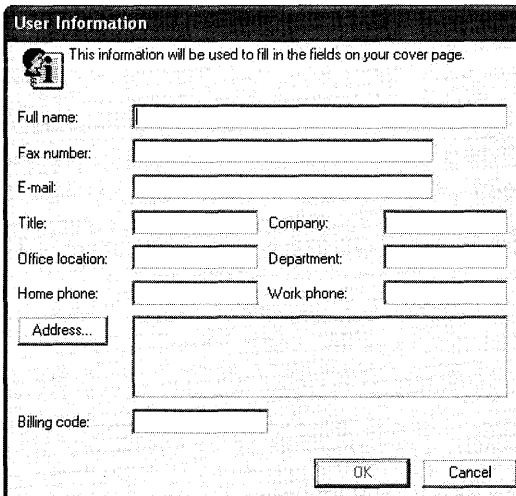 User Information
This information will be used to fill in the fields on your cover page.
Full name:
Fax number:
E-mail:
Title: Company:
Office location: Department:
Home phone: Work phone:
Address...
Billing code:
OK Cancel